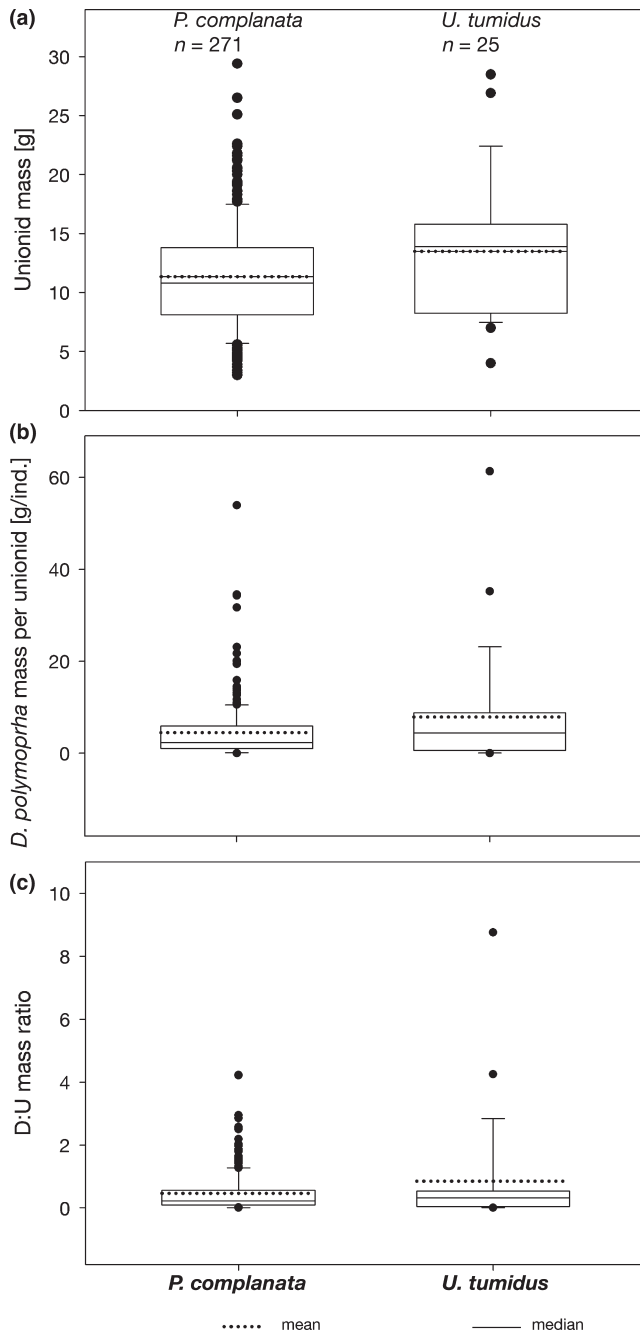 (a)
P. complanata
n = 271
U. tumidus
n = 25
Unionid mass [g]
30
25
20
15
10
5
0
(b)
D. polymoprha mass per unionid [g/ind.]
60
40
20
0
(c)
D:U mass ratio
10
8
6
4
2
0
P. complanata
U. tumidus
mean
median